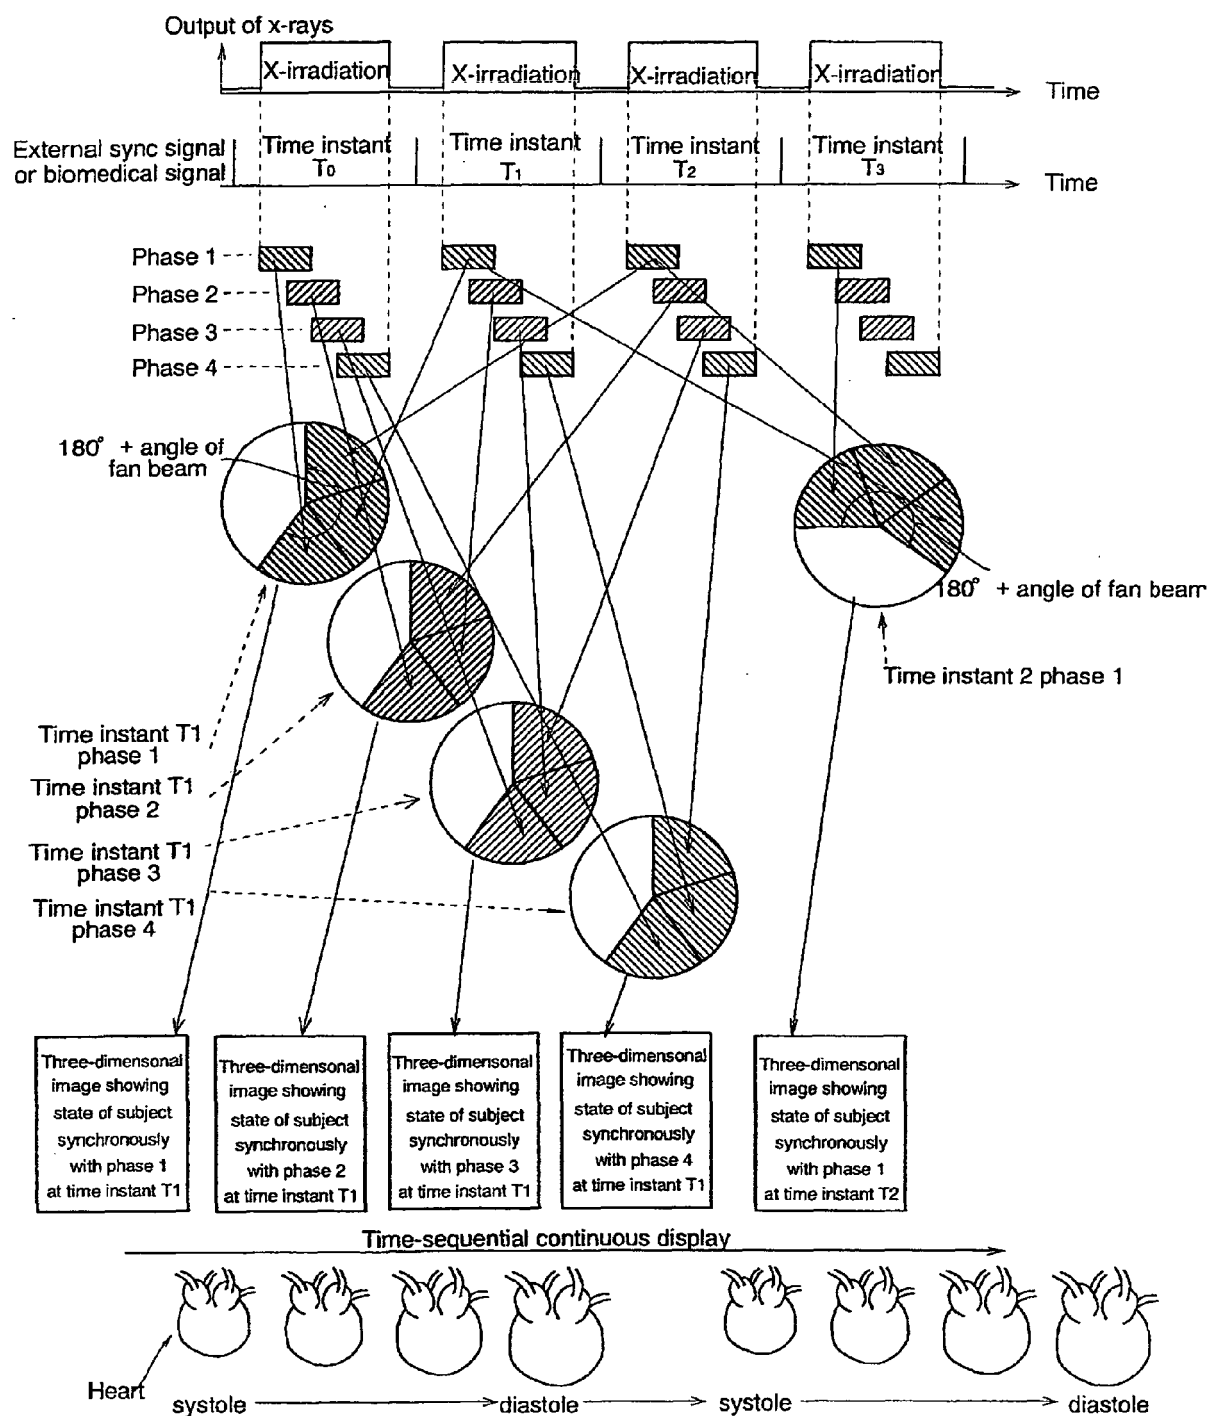 Output of x-rays
X-irradiation X-irradiation X-irradiation X-irradiation
Time
External sync signal
or biomedical signal
Time instant
T0
Time instant
T1
Time instant
T2
Time instant
T3
Time
Phase 1
Phase 2
Phase 3
Phase 4
180° + angle of
fan beam
180° + angle of fan beam
Time instant 2 phase 1
Time instant T1
phase 1
Time instant T1
phase 2
Time instant T1
phase 3
Time instant T1
phase 4
Three-dimensonal
image showing
state of subject
synchronously
with phase 1
at time instant T1
Three-dimensonal
image showing
state of subject
synchronously
with phase 2
at time instant T1
Three-dimensonal
image showing
state of subject
synchronously
with phase 3
at time instant T1
Three-dimensonal
image showing
state of subject
synchronously
with phase 4
at time instant T1
Three-dimensonal
image showing
state of subject
synchronously
with phase 1
at time instant T2
Time-sequential continuous display
Heart
systole diastole systole diastole